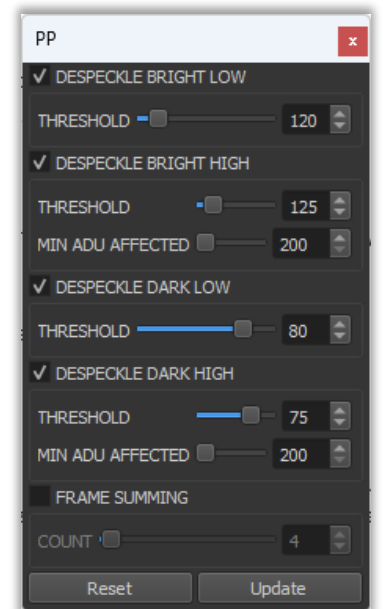 PP
x
DESPECKLE BRIGHT LOW
THRESHOLD 120
DESPECKLE BRIGHT HIGH
THRESHOLD 125
MIN ADU AFFECTED 200
DESPECKLE DARK LOW
THRESHOLD 80
DESPECKLE DARK HIGH
THRESHOLD 75
MIN ADU AFFECTED 200
FRAME SUMMING
COUNT 4
Reset Update